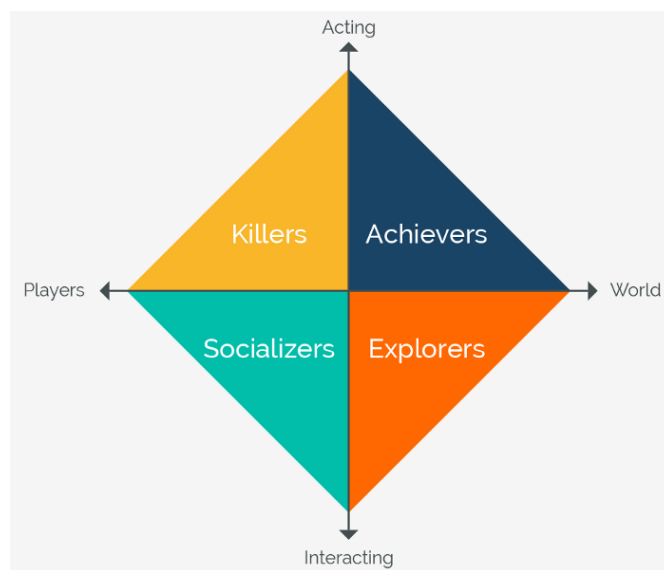 Acting
Killers
Achievers
Players
World
Socializers
Explorers
Interacting